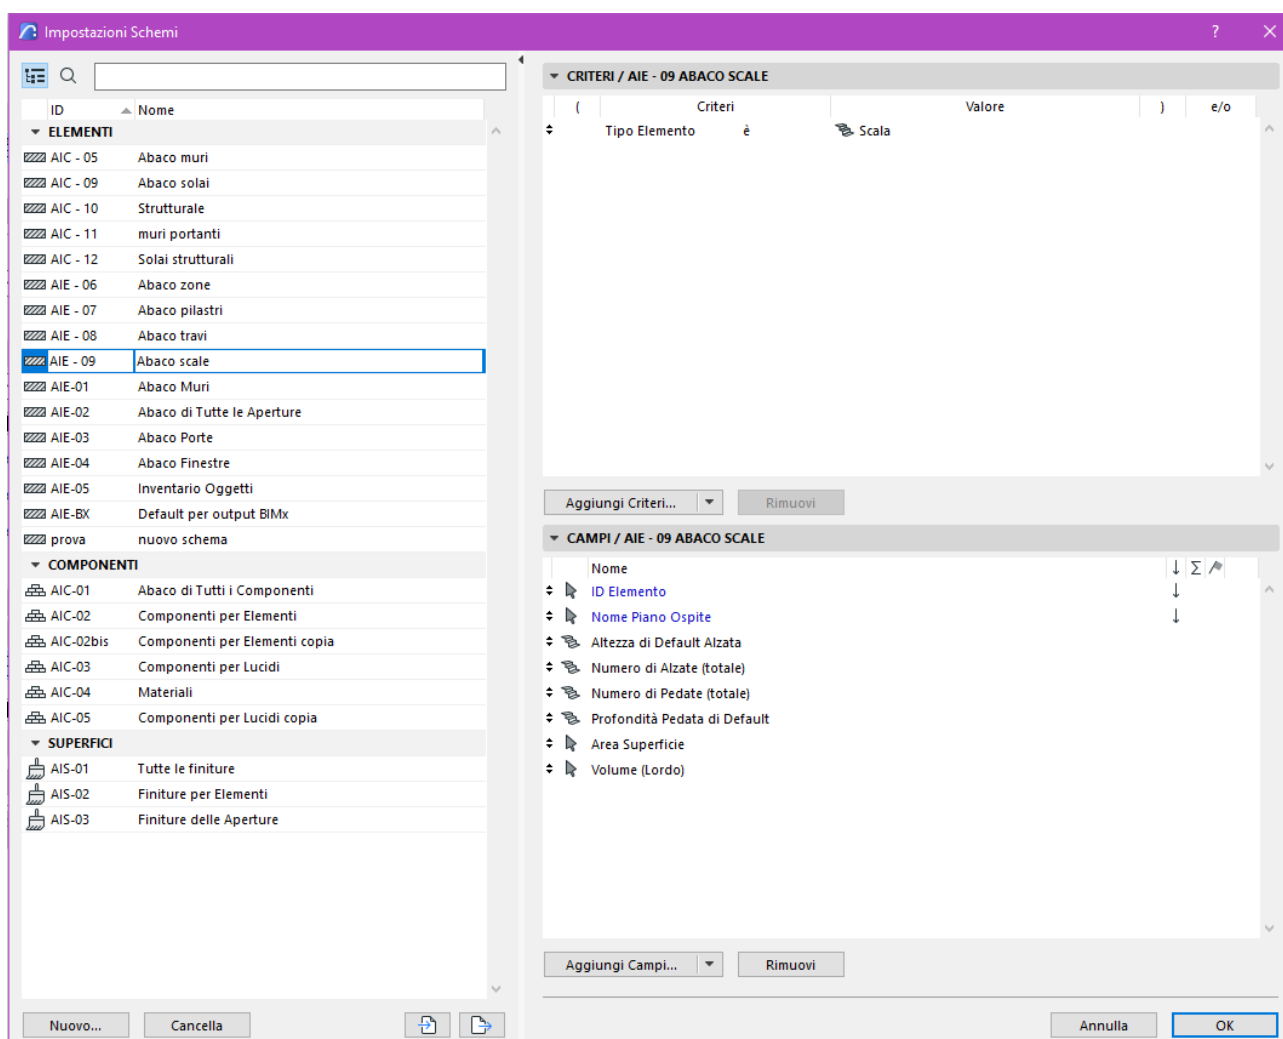 Impostazioni Schemi
?
ID Nome
ELEMENTI
AIC - 05 Abaco muri
AIC - 09 Abaco solai
AIC - 10 Strutturale
AIC - 11 muri portanti
AIC - 12 Solai strutturali
AIE - 06 Abaco zone
AIE - 07 Abaco pilastri
AIE - 08 Abaco travi
AIE - 09 Abaco scale
AIE-01 Abaco Muri
AIE-02 Abaco di Tutte le Aperture
AIE-03 Abaco Porte
AIE-04 Abaco Finestre
AIE-05 Inventario Oggetti
AIE-BX Default per output BIMx
prova nuovo schema
COMPONENTI
AIC-01 Abaco di Tutti i Componenti
AIC-02 Componenti per Elementi
AIC-02bis Componenti per Elementi copia
AIC-03 Componenti per Lucidi
AIC-04 Materiali
AIC-05 Componenti per Lucidi copia
SUPERFICI
AIS-01 Tutte le finiture
AIS-02 Finiture per Elementi
AIS-03 Finiture delle Aperture
Nuovo... Cancella
CRITERI / AIE - 09 ABACO SCALE
( Criteri Valore ) e/o
Tipo Elemento è Scala
Aggiungi Criteri... Rimuovi
CAMPI / AIE - 09 ABACO SCALE
Nome ↓ Σ
ID Elemento ↓
Nome Piano Ospite ↓
Altezza di Default Alzata
Numero di Alzate (totale)
Numero di Pedate (totale)
Profondità Pedata di Default
Area Superficie
Volume (Lordo)
Aggiungi Campi... Rimuovi
Annulla OK